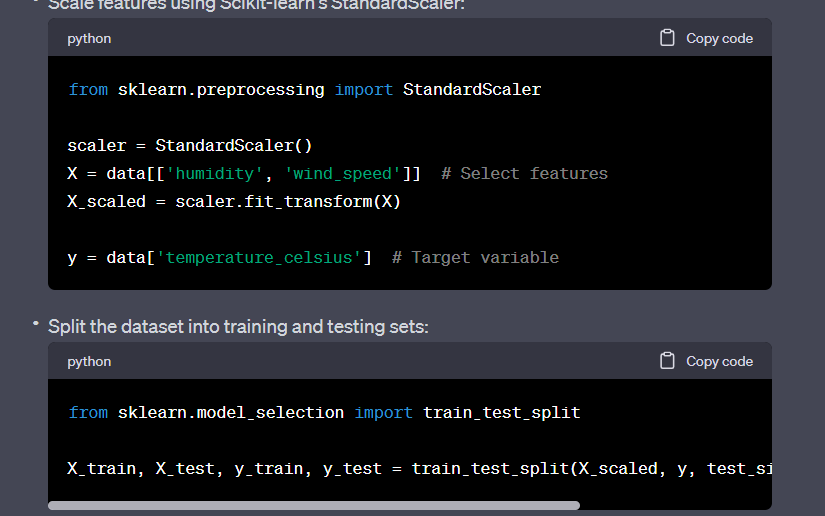 Scale features using Scikit-learn's StandardScaler:
python
Copy code
from sklearn.preprocessing import StandardScaler
scaler = StandardScaler()
X = data[['humidity', 'wind_speed']]  # Select features
X_scaled = scaler.fit_transform(X)
y = data['temperature_celsius']  # Target variable
• Split the dataset into training and testing sets:
python
Copy code
from sklearn.model_selection import train_test_split
X_train, X_test, y_train, y_test = train_test_split(X_scaled, y, test_si